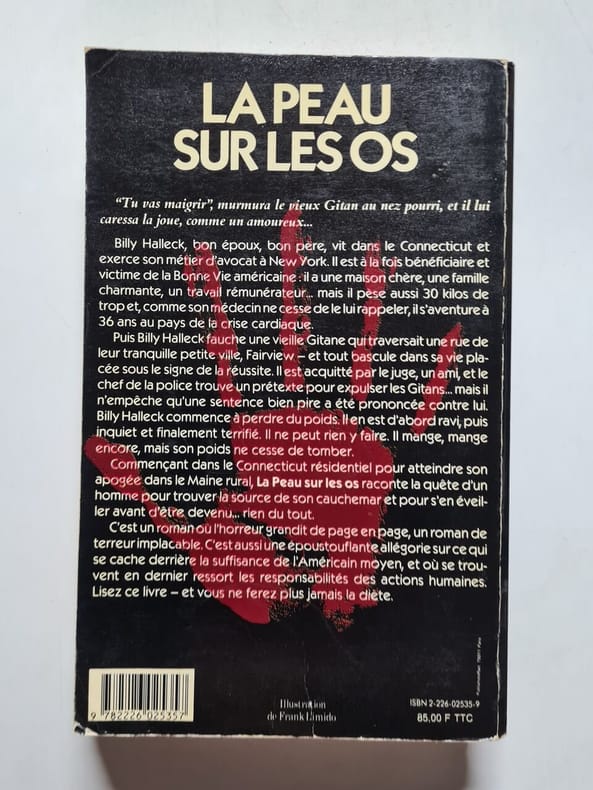 LA PEAU
SUR LES OS
“Tu vas maigrir”, murmura le vieux Gitan au nez pourri, et il lui
caressa la joue, comme un amoureux...
Billy Halleck, bon époux, bon père, vit dans le Connecticut et
exerce son métier d'avocat à New York. Il est à la fois bénéficiaire et
victime de la Bonne Vie américaine : il a une maison chère, une famille
charmante, un travail rémunérateur... mais il pèse aussi 30 kilos de
trop et, comme son médecin ne cesse de le lui rappeler, il s'aventure à
36 ans au pays de la crise cardiaque.
Puis Billy Halleck fauche une vieille Gitane qui traversait une rue de
leur tranquille petite ville, Fairview – et tout bascule dans sa vie pla-
cée sous le signe de la réussite. Il est acquitté par le juge, un ami, et le
chef de la police trouve un prétexte pour expulser les Gitans... mais il
n'empêche qu'une sentence bien pire a été prononcée contre lui.
Billy Halleck commence à perdre du poids. Il en est d'abord ravi, puis
inquiet et finalement terrifié. Il ne peut rien y faire. Il mange, mange
encore, mais son poids ne cesse de tomber.
Commençant dans le Connecticut résidentiel pour atteindre son
apogée dans le Maine rural, La Peau sur les os raconte la quête d'un
homme pour trouver la source de son cauchemar et pour s'en éveil-
ler avant d'être devenu... rien du tout.
C'est un roman où l'horreur grandit de page en page, un roman de
terreur implacable. C'est aussi une époustouflante allégorie sur ce qui
se cache derrière la suffisance de l'Américain moyen, et où se trou-
vent en dernier ressort les responsabilités des actions humaines.
Lisez ce livre – et vous ne ferez plus jamais la diète.
9 782226 025357
Illustration
de Frank Limido
ISBN 2-226-02535-9
85,00 F TTC